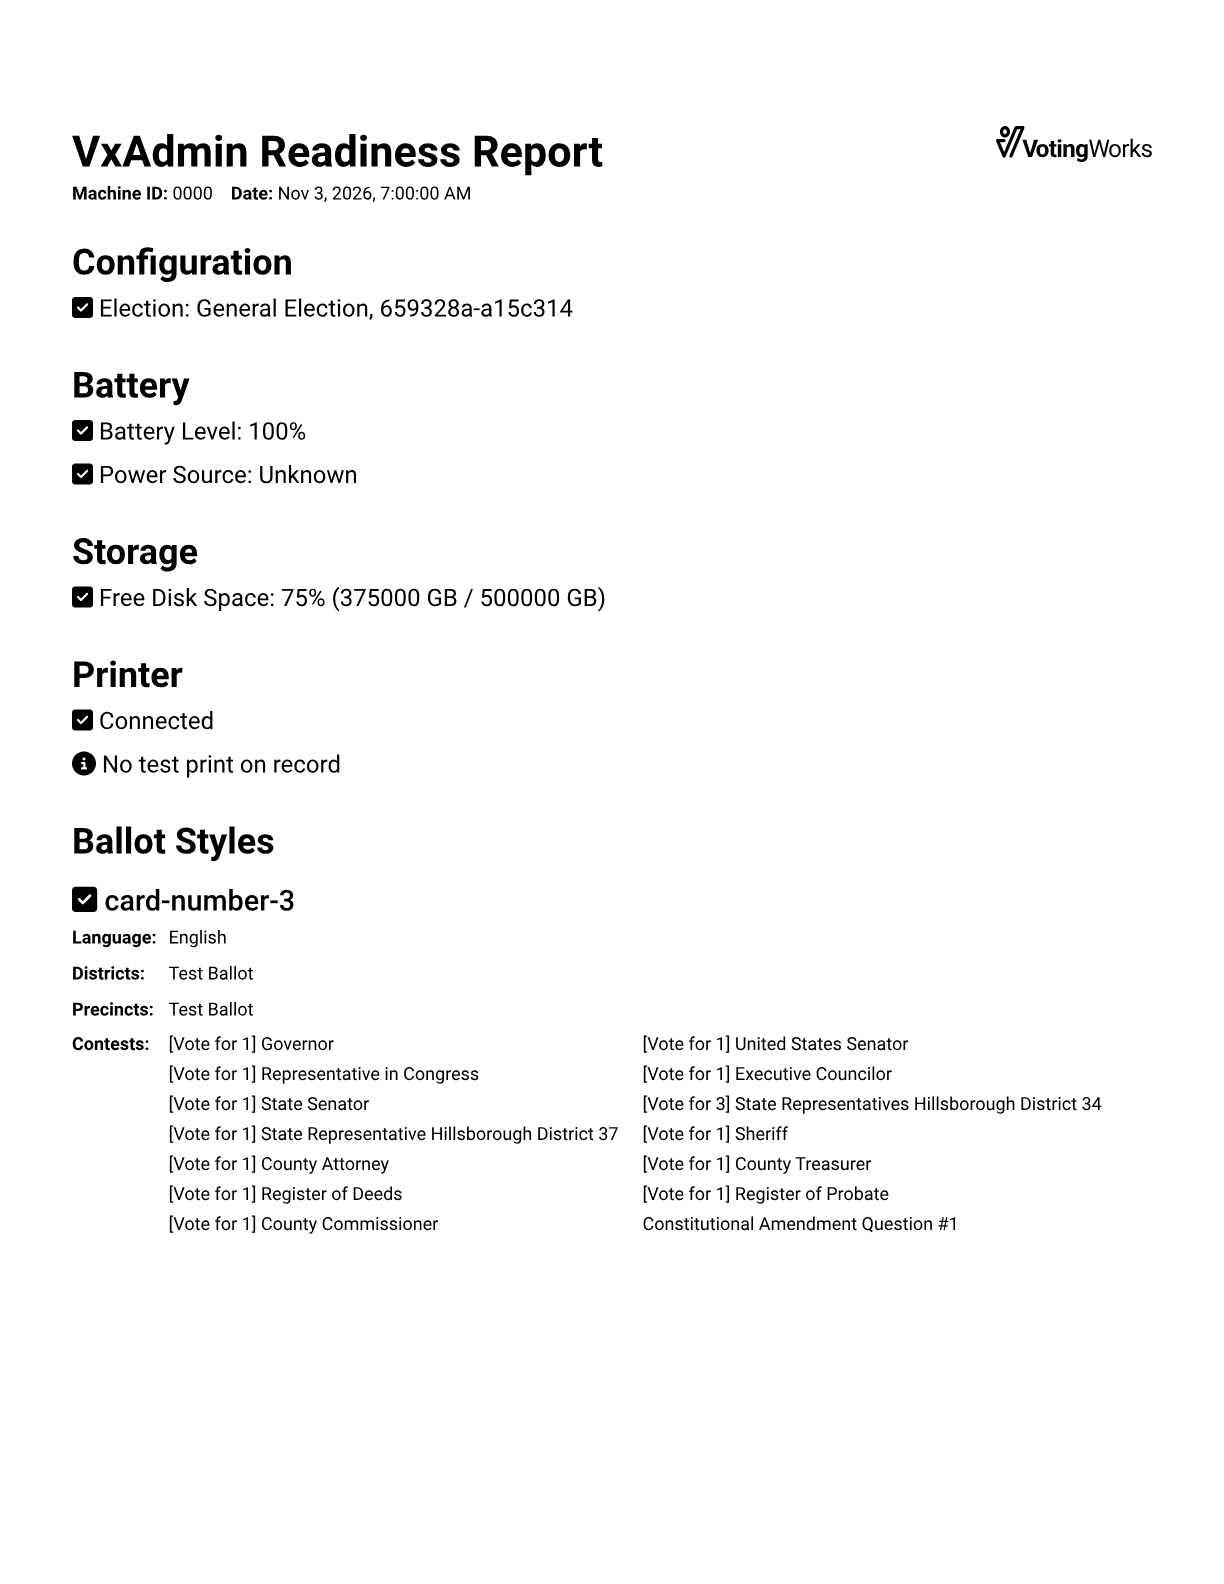 VxAdmin Readiness Report
VotingWorks
Machine ID: 0000 Date: Nov 3, 2026, 7:00:00 AM
Configuration
Election: General Election, 659328a-a15c314
Battery
Battery Level: 100%
Power Source: Unknown
Storage
Free Disk Space: 75% (375000 GB / 500000 GB)
Printer
Connected
No test print on record
Ballot Styles
card-number-3
Language: English
Districts: Test Ballot
Precincts: Test Ballot
Contests: [Vote for 1] Governor [Vote for 1] United States Senator
[Vote for 1] Representative in Congress [Vote for 1] Executive Councilor
[Vote for 1] State Senator [Vote for 3] State Representatives Hillsborough District 34
[Vote for 1] State Representative Hillsborough District 37 [Vote for 1] Sheriff
[Vote for 1] County Attorney [Vote for 1] County Treasurer
[Vote for 1] Register of Deeds [Vote for 1] Register of Probate
[Vote for 1] County Commissioner Constitutional Amendment Question #1